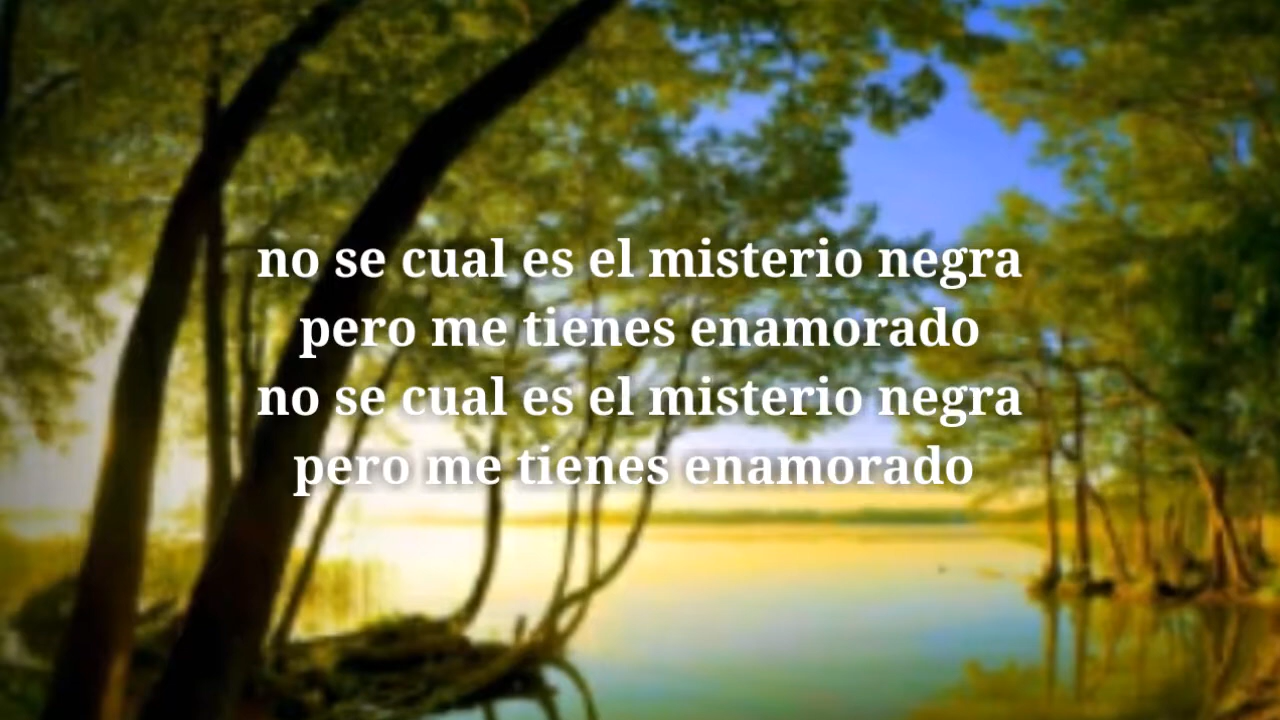 no se cual es el misterio negra
pero me tienes enamorado
no se cual es el misterio negra
pero me tienes enamorado